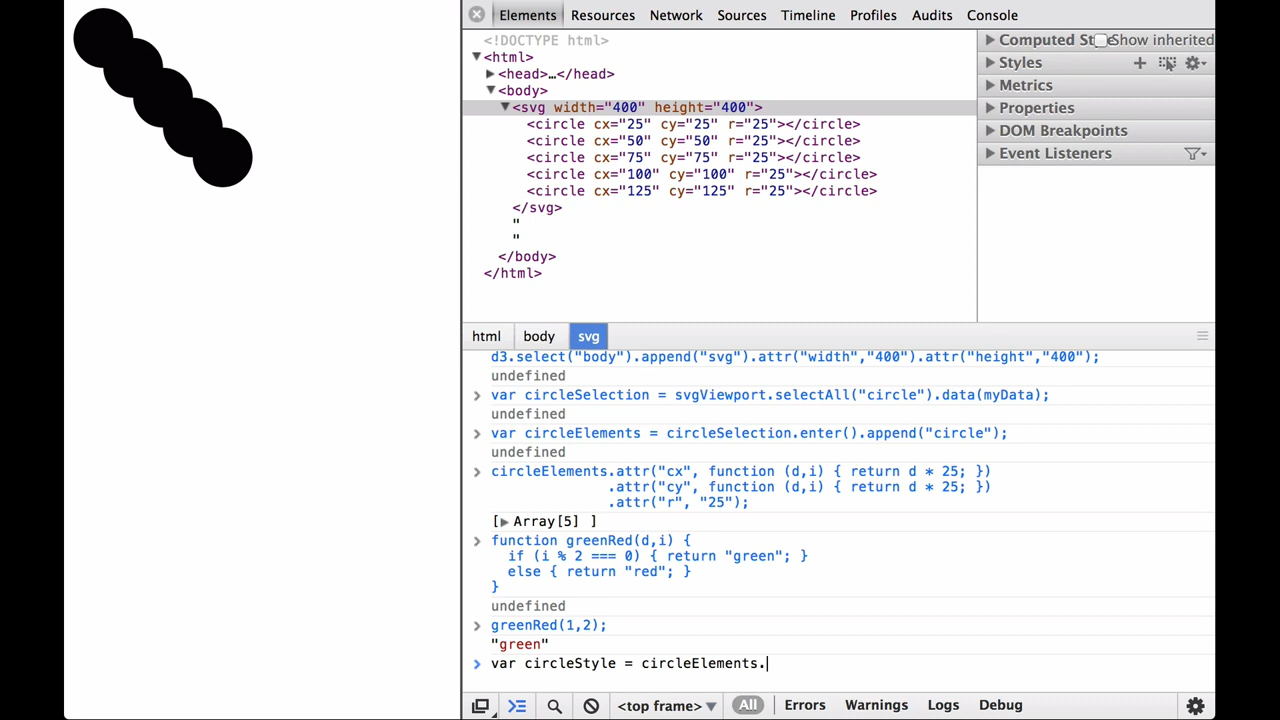 Elements Resources Network Sources Timeline Profiles Audits Console
<!DOCTYPE html>
<html>
<head>…</head>
<body>
<svg width="400" height="400">
<circle cx="25" cy="25" r="25"></circle>
<circle cx="50" cy="50" r="25"></circle>
<circle cx="75" cy="75" r="25"></circle>
<circle cx="100" cy="100" r="25"></circle>
<circle cx="125" cy="125" r="25"></circle>
</svg>
"
"
</body>
</html>
Computed St Show inherited
Styles
Metrics
Properties
DOM Breakpoints
Event Listeners
html body svg
d3.select("body").append("svg").attr("width","400").attr("height","400");
undefined
var circleSelection = svgViewport.selectAll("circle").data(myData);
undefined
var circleElements = circleSelection.enter().append("circle");
undefined
circleElements.attr("cx", function (d,i) { return d * 25; })
.attr("cy", function (d,i) { return d * 25; })
.attr("r", "25");
[▶ Array[5] ]
function greenRed(d,i) {
if (i % 2 === 0) { return "green"; }
else { return "red"; }
}
undefined
greenRed(1,2);
"green"
var circleStyle = circleElements.
<top frame> All Errors Warnings Logs Debug